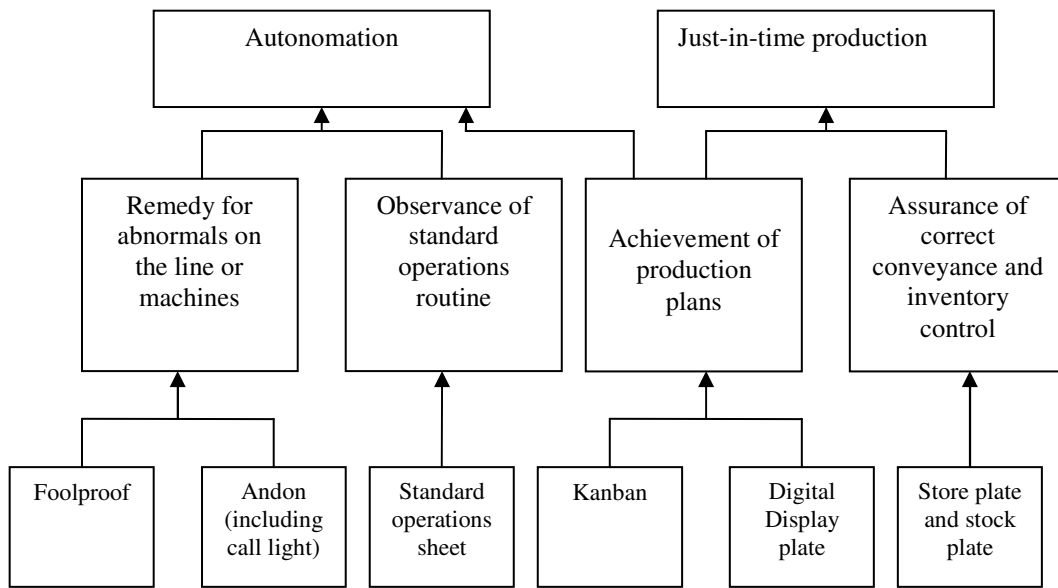 Autonomation
Just-in-time production
Remedy for
abnormals on
the line or
machines
Observance of
standard
operations
routine
Achievement of
production
plans
Assurance of
correct
conveyance and
inventory
control
Foolproof
Andon
(including
call light)
Standard
operations
sheet
Kanban
Digital
Display
plate
Store plate
and stock
plate